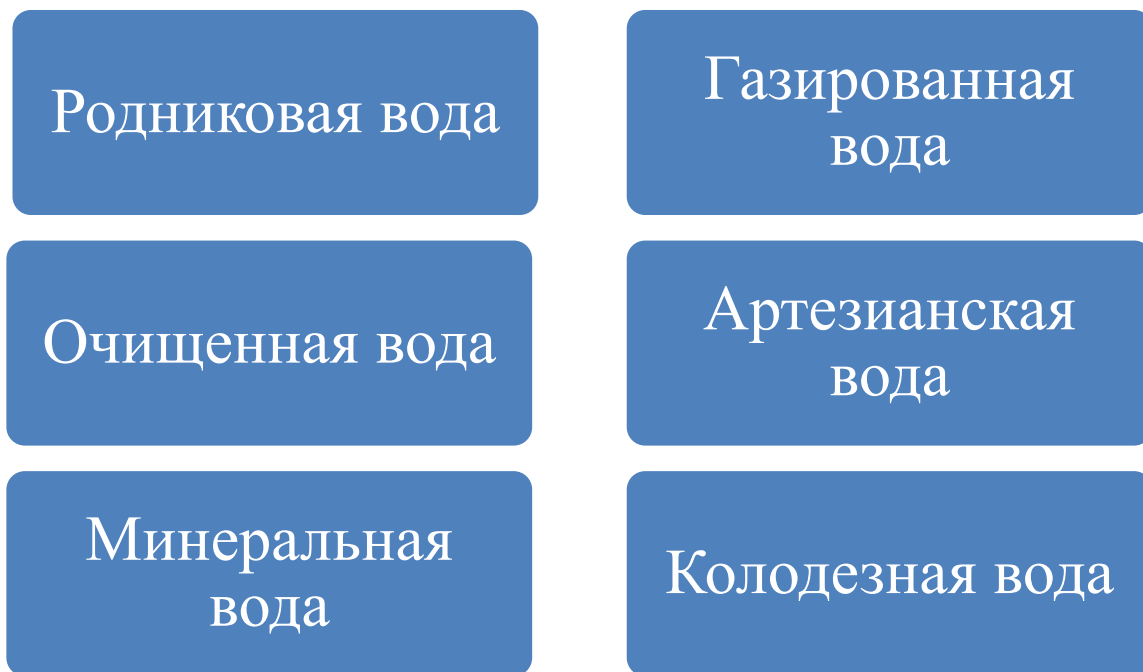 Родниковая вода
Газированная
вода
Очищенная вода
Артезианская
вода
Минеральная
вода
Колодезная вода